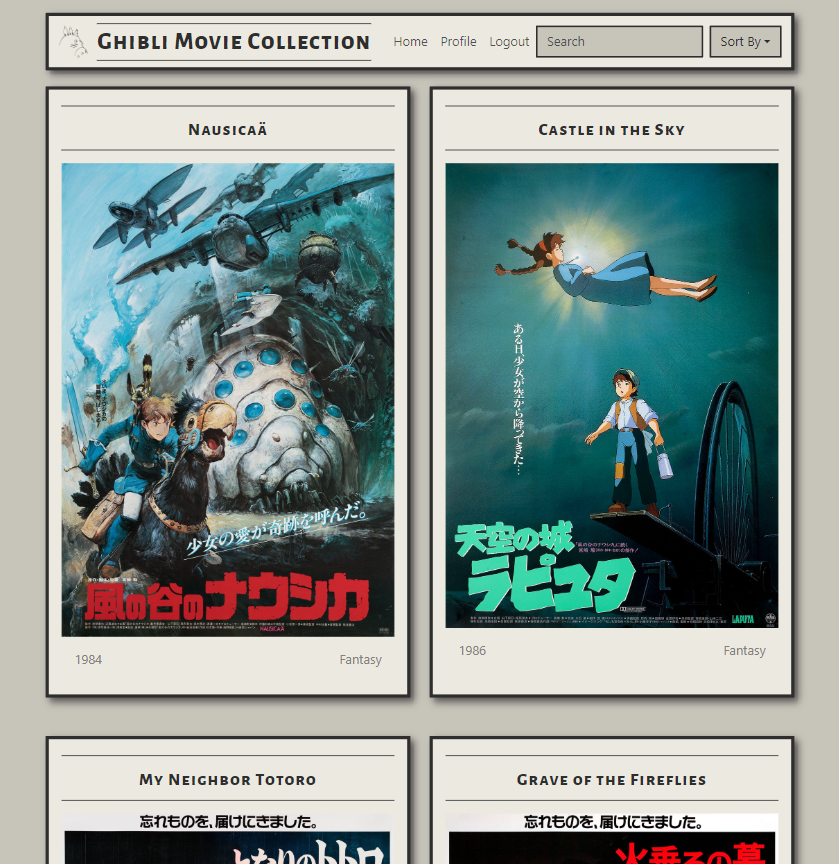 Ghibli Movie Collection
Home Profile Logout Search Sort By
Nausicaä
少女の愛が奇跡を呼んだ。
風の谷のナウシカ
NAUSICAÄ
1984 Fantasy
Castle in the Sky
ある日、少女が空から降ってきた…
天空の城
ラピュタ
LAPUTA
1986 Fantasy
My Neighbor Totoro
忘れものを、届けにきました。
となりのトトロ
Grave of the Fireflies
忘れものを、届けにきました。
火垂るの墓